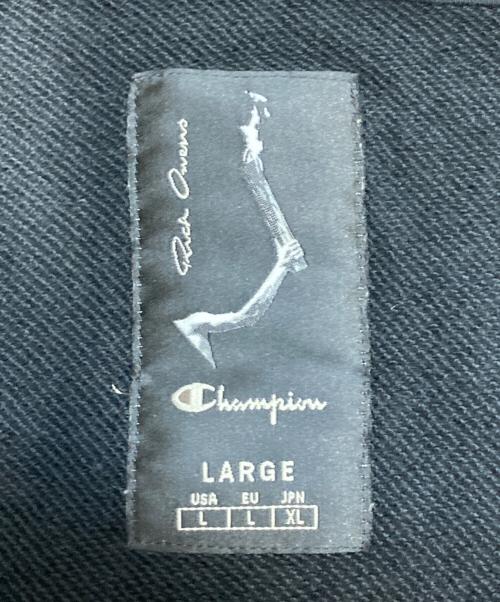 Rick Owens
Champion
LARGE
USA EU JPN
L L XL